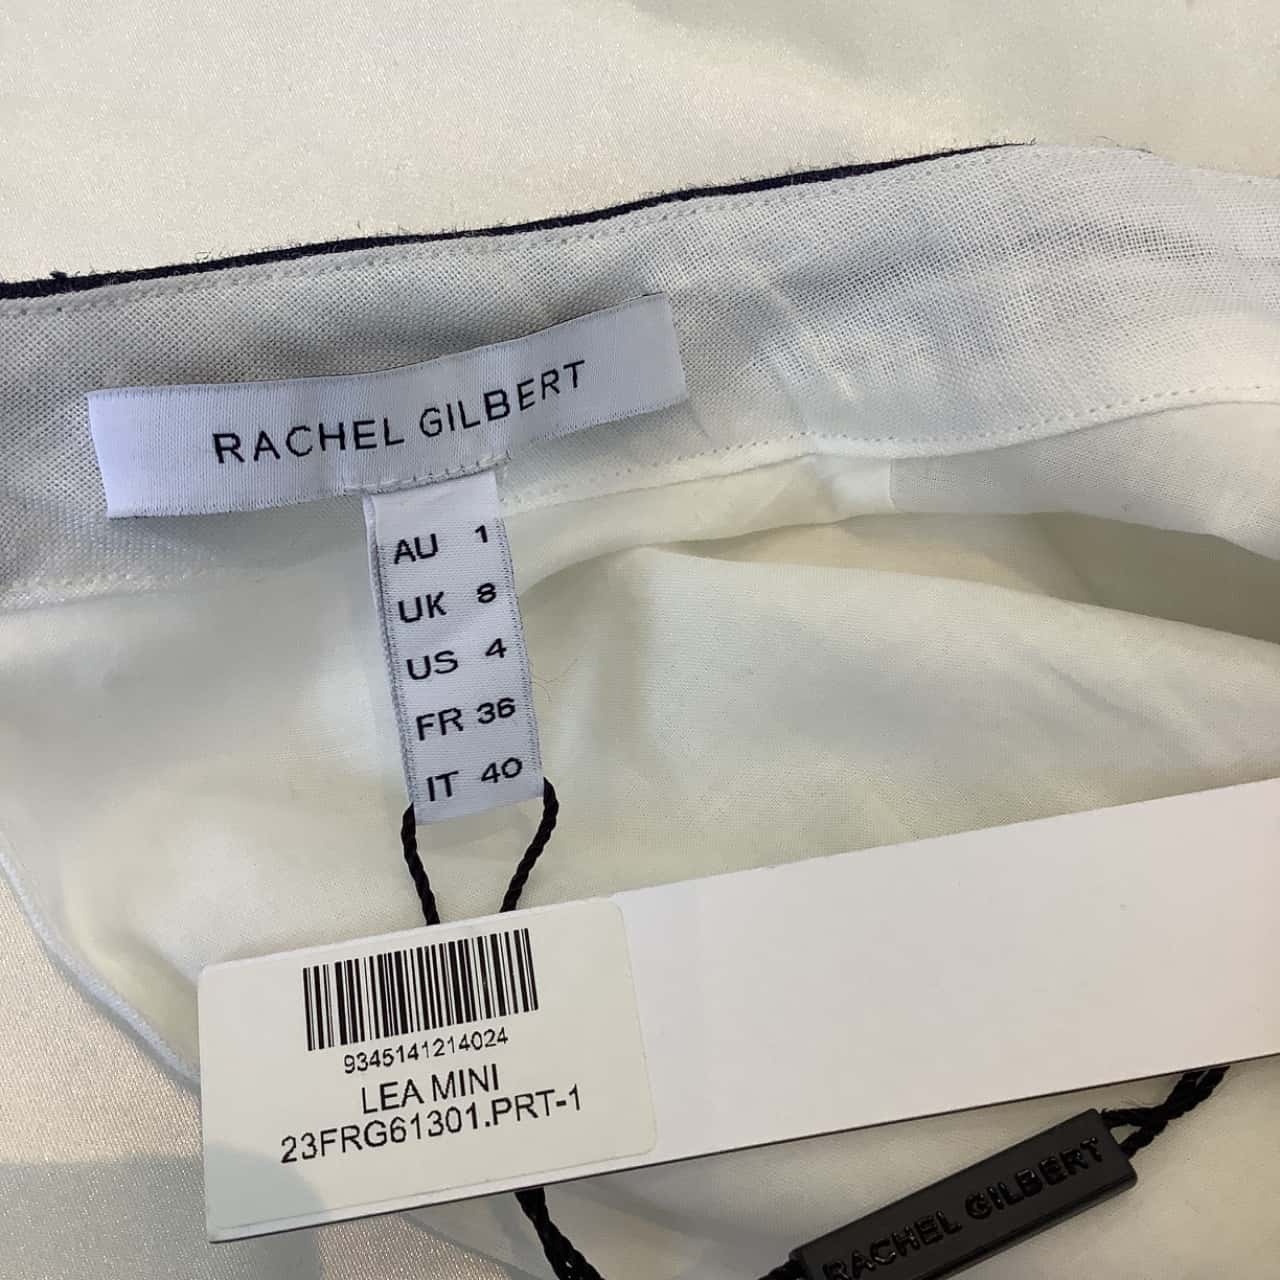 RACHEL GILBERT
AU 1
UK 8
US 4
FR 36
IT 40
9345141214024
LEA MINI
23FRG61301.PRT-1
RACHEL GILBERT